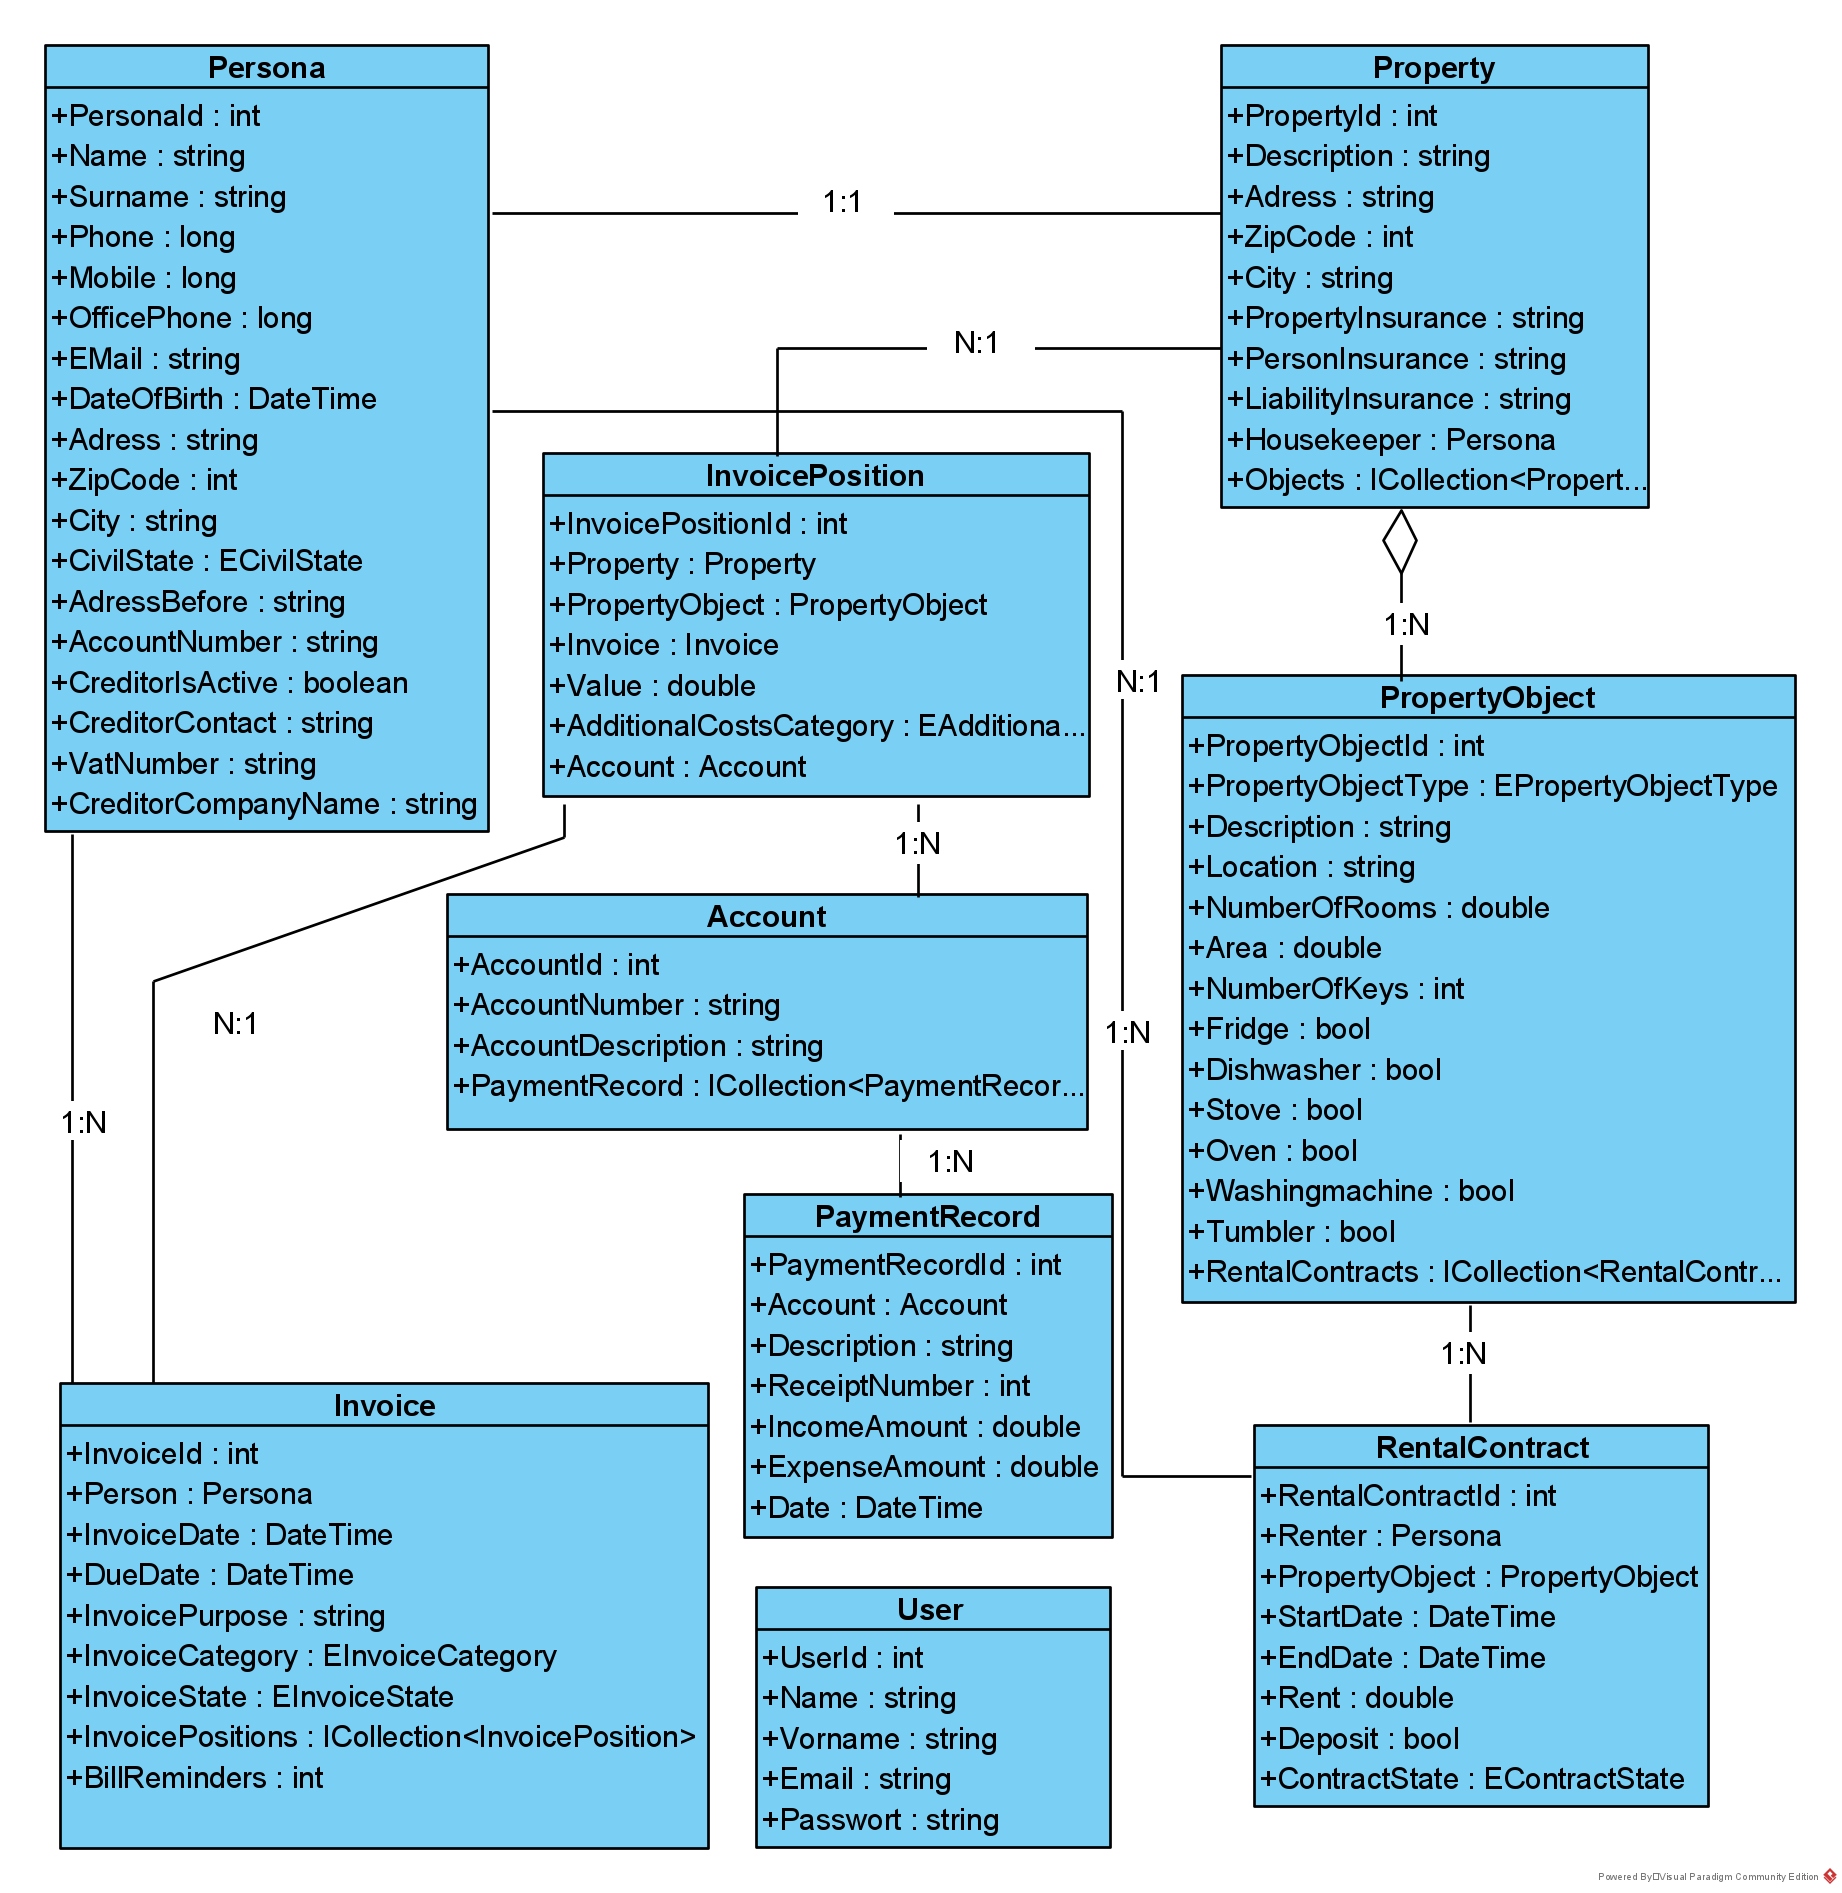 Persona
+PersonaId : int
+Name : string
+Surname : string
+Phone : long
+Mobile : long
+OfficePhone : long
+EMail : string
+DateOfBirth : DateTime
+Adress : string
+ZipCode : int
+City : string
+CivilState : ECivilState
+AdressBefore : string
+AccountNumber : string
+CreditorIsActive : boolean
+CreditorContact : string
+VatNumber : string
+CreditorCompanyName : string
1:1
N:1
Property
+PropertyId : int
+Description : string
+Adress : string
+ZipCode : int
+City : string
+PropertyInsurance : string
+PersonInsurance : string
+LiabilityInsurance : string
+Housekeeper : Persona
+Objects : ICollection<Propert...
InvoicePosition
+InvoicePositionId : int
+Property : Property
+PropertyObject : PropertyObject
+Invoice : Invoice
+Value : double
+AdditionalCostsCategory : EAdditiona...
+Account : Account
N:1
1:N
1:N
PropertyObject
+PropertyObjectId : int
+PropertyObjectType : EPropertyObjectType
+Description : string
+Location : string
+NumberOfRooms : double
+Area : double
+NumberOfKeys : int
+Fridge : bool
+Dishwasher : bool
+Stove : bool
+Oven : bool
+Washingmachine : bool
+Tumbler : bool
+RentalContracts : ICollection<RentalContr...
Account
+AccountId : int
+AccountNumber : string
+AccountDescription : string
+PaymentRecord : ICollection<PaymentRecor...
N:1
1:N
1:N
1:N
PaymentRecord
+PaymentRecordId : int
+Account : Account
+Description : string
+ReceiptNumber : int
+IncomeAmount : double
+ExpenseAmount : double
+Date : DateTime
1:N
Invoice
+InvoiceId : int
+Person : Persona
+InvoiceDate : DateTime
+DueDate : DateTime
+InvoicePurpose : string
+InvoiceCategory : EInvoiceCategory
+InvoiceState : EInvoiceState
+InvoicePositions : ICollection<InvoicePosition>
+BillReminders : int
User
+UserId : int
+Name : string
+Vorname : string
+Email : string
+Passwort : string
RentalContract
+RentalContractId : int
+Renter : Persona
+PropertyObject : PropertyObject
+StartDate : DateTime
+EndDate : DateTime
+Rent : double
+Deposit : bool
+ContractState : EContractState
Powered By Visual Paradigm Community Edition